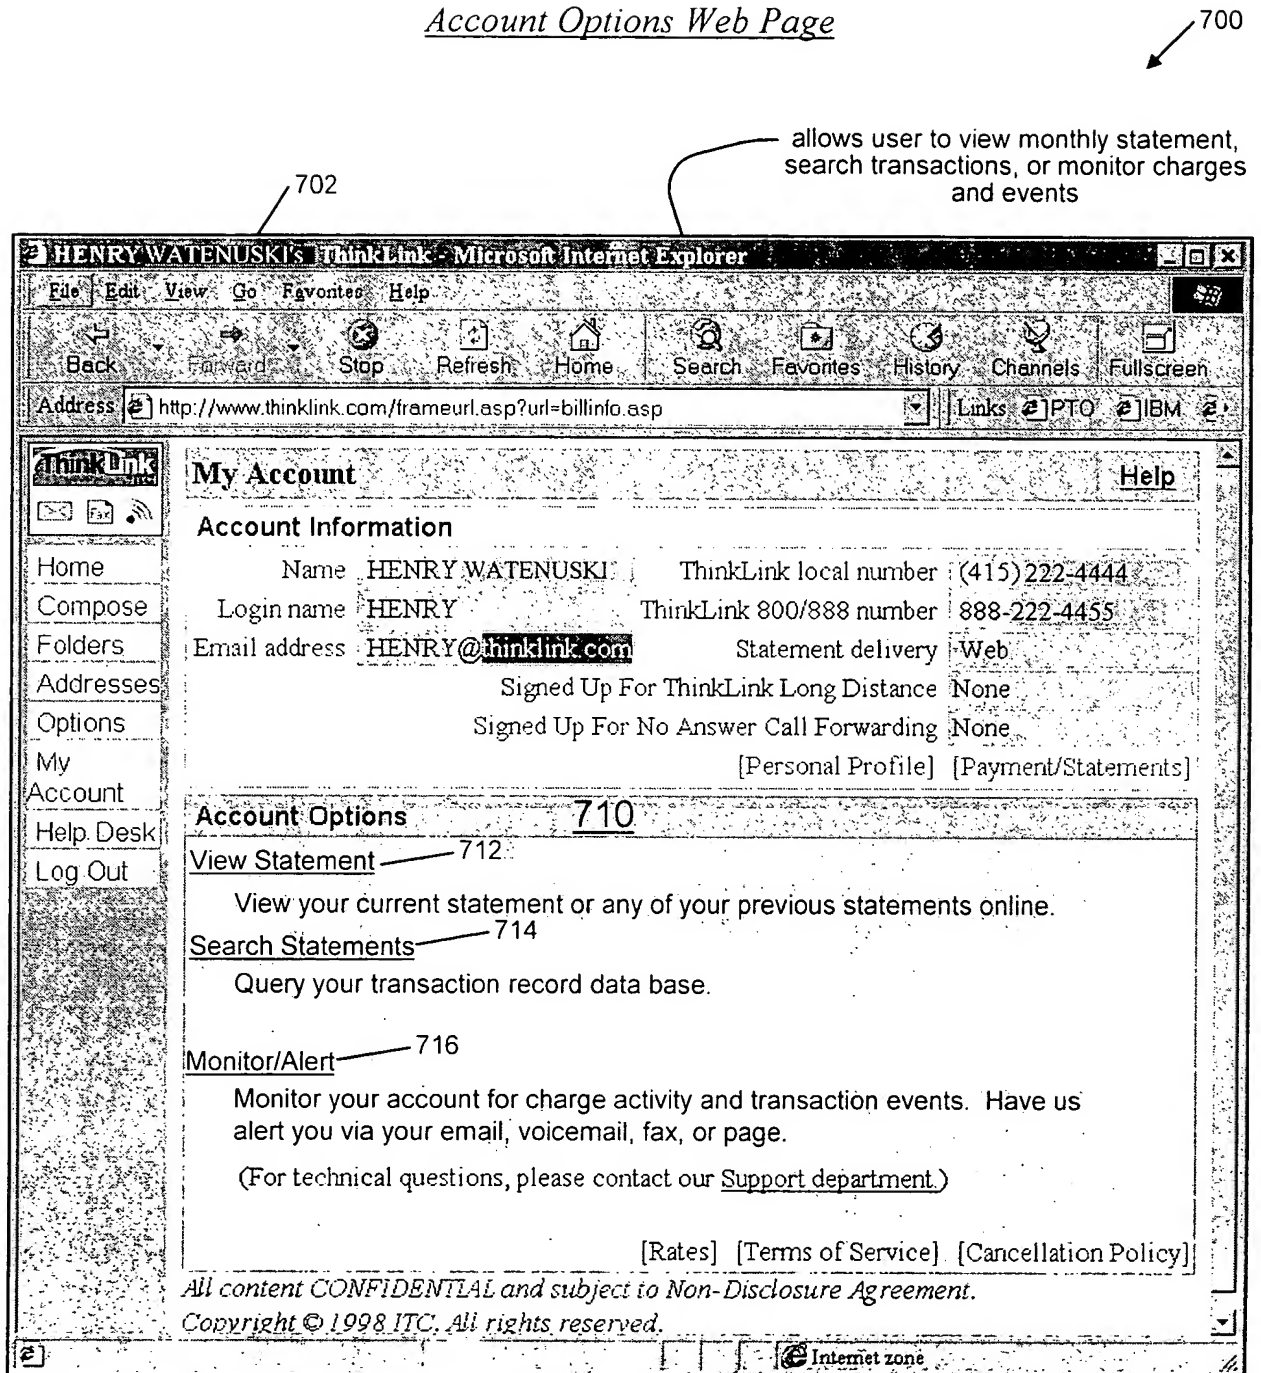 Account Options Web Page
700
allows user to view monthly statement,
search transactions, or monitor charges
and events
702
HENRY WATENUSKI's ThinkLink - Microsoft Internet Explorer
File Edit View Go Favorites Help
Back Forward Stop Refresh Home Search Favorites History Channels Fullscreen
Address http://www.thinklink.com/frameurl.asp?url=billinfo.asp Links PTO IBM
ThinkLink
Fax
My Account Help
Account Information
Home
Compose
Folders
Addresses
Options
My
Account
Help Desk
Log Out
Name HENRY WATENUSKI ThinkLink local number (415)222-4444
Login name HENRY ThinkLink 800/888 number 888-222-4455
Email address HENRY@thinklink.com Statement delivery Web
Signed Up For ThinkLink Long Distance None
Signed Up For No Answer Call Forwarding None
[Personal Profile] [Payment/Statements]
Account Options 710
View Statement 712
View your current statement or any of your previous statements online.
Search Statements 714
Query your transaction record data base.
Monitor/Alert 716
Monitor your account for charge activity and transaction events. Have us
alert you via your email, voicemail, fax, or page.
(For technical questions, please contact our Support department.)
[Rates] [Terms of Service] [Cancellation Policy]
All content CONFIDENTIAL and subject to Non-Disclosure Agreement.
Copyright © 1998 ITC. All rights reserved.
Internet zone